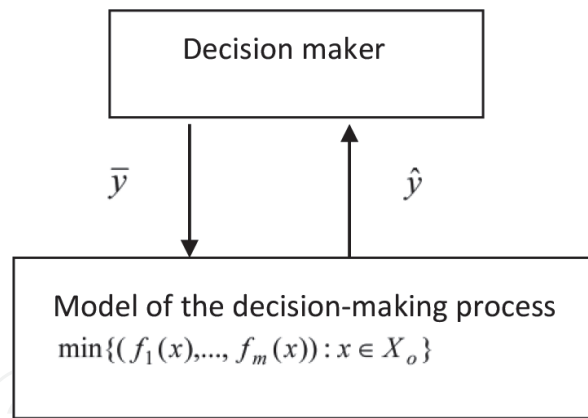 Decision maker
ȳ ŷ
Model of the decision-making process
min{(f₁(x),..., fₘ(x)) : x ∈ Xₒ}